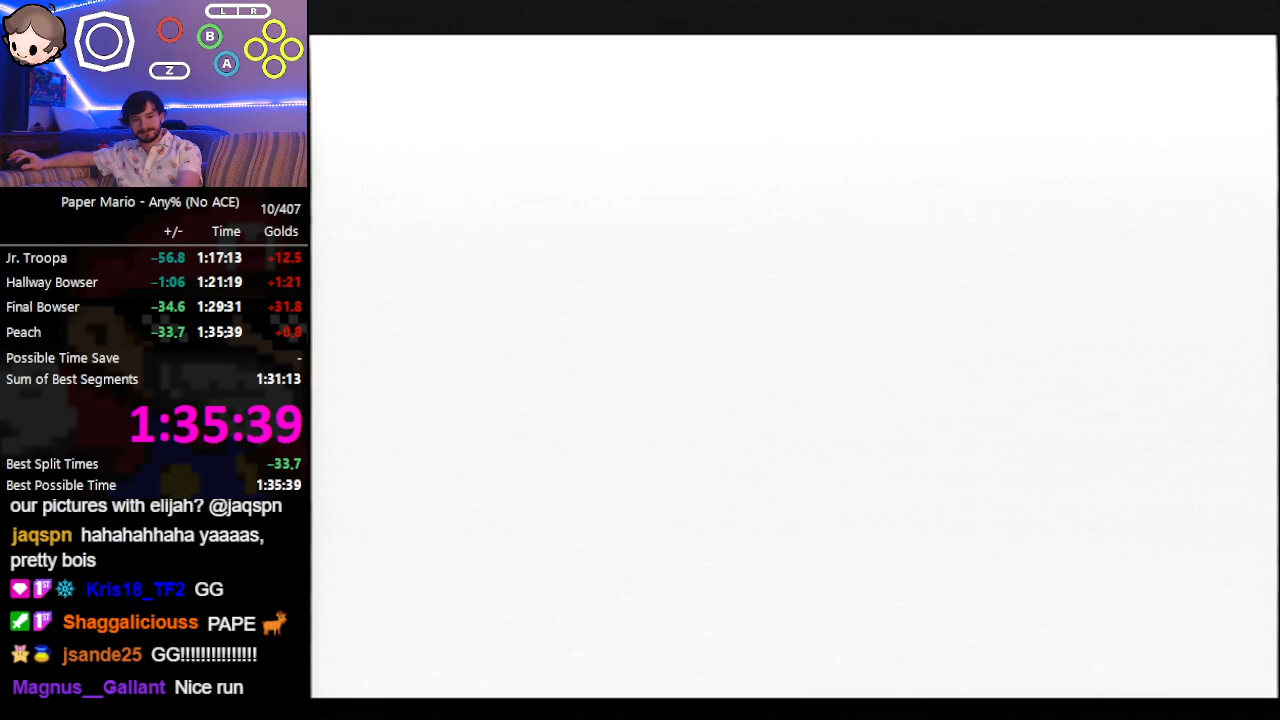 L R
B
Z A
Paper Mario - Any% (No ACE) 10/407
+/- Time Golds
Jr. Troopa −56.8 1:17:13 +12.5
Hallway Bowser −1:06 1:21:19 +1:21
Final Bowser −34.6 1:29:31 +31.8
Peach −33.7 1:35:39 +0.8
Possible Time Save -
Sum of Best Segments 1:31:13
1:35:39
Best Split Times −33.7
Best Possible Time 1:35:39
our pictures with elijah? @jaqspn
jaqspn hahahahhaha yaaaas,
pretty bois
1ST Kris18_TF2 GG
1ST Shaggaliciouss PAPE
jsande25 GG!!!!!!!!!!!!!!!
Magnus__Gallant Nice run